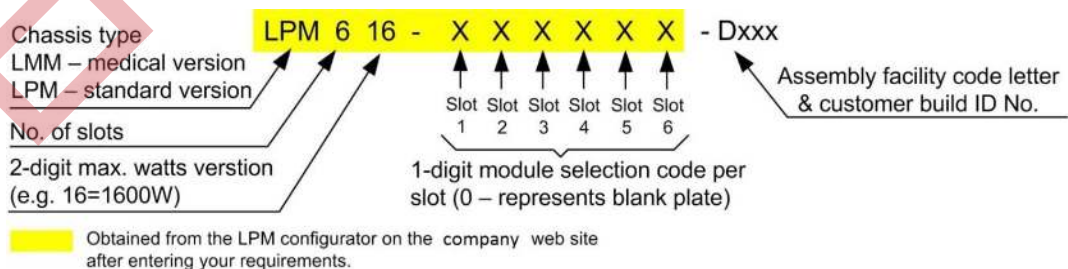 LPM 6 16 - X X X X X X - Dxxx
Chassis type
LMM – medical version
LPM – standard version
No. of slots
2-digit max. watts verstion
(e.g. 16=1600W)
Slot Slot Slot Slot Slot Slot
1 2 3 4 5 6
1-digit module selection code per
slot (0 – represents blank plate)
Assembly facility code letter
& customer build ID No.
Obtained from the LPM configurator on the company web site
after entering your requirements.